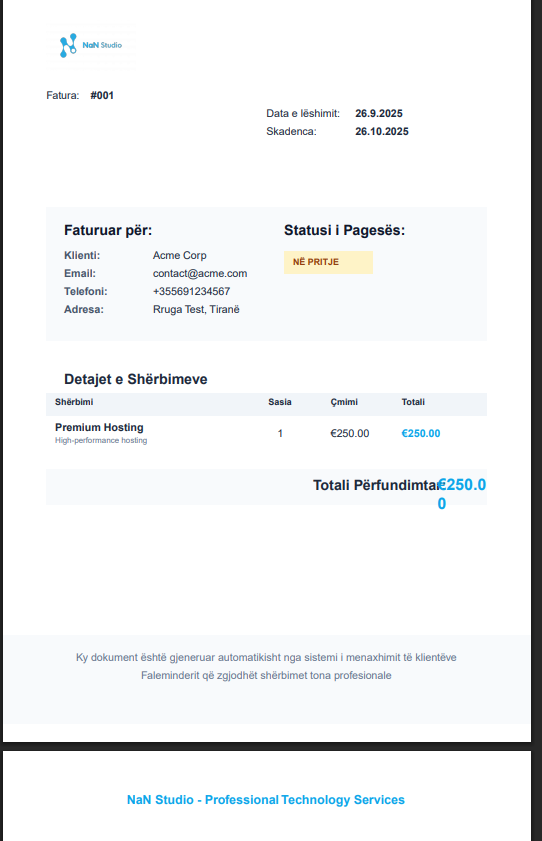 NaN Studio
Fatura: #001
Data e lëshimit: 26.9.2025
Skadenca: 26.10.2025
Faturuar për:
Statusi i Pagesës:
Klienti: Acme Corp
NË PRITJE
Email: contact@acme.com
Telefoni: +355691234567
Adresa: Rruga Test, Tiranë
Detajet e Shërbimeve
Shërbimi Sasia Çmimi Totali
Premium Hosting 1 €250.00 €250.00
High-performance hosting
Totali Përfundimtar: €250.0
0
Ky dokument është gjeneruar automatikisht nga sistemi i menaxhimit të klientëve
Faleminderit që zgjodhët shërbimet tona profesionale
NaN Studio - Professional Technology Services